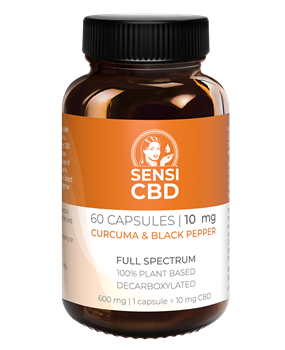 SENSI
CBD
60 CAPSULES | 10 mg
CURCUMA & BLACK PEPPER
FULL SPECTRUM
100% PLANT BASED
DECARBOXYLATED
600 mg | 1 capsule = 10 mg CBD